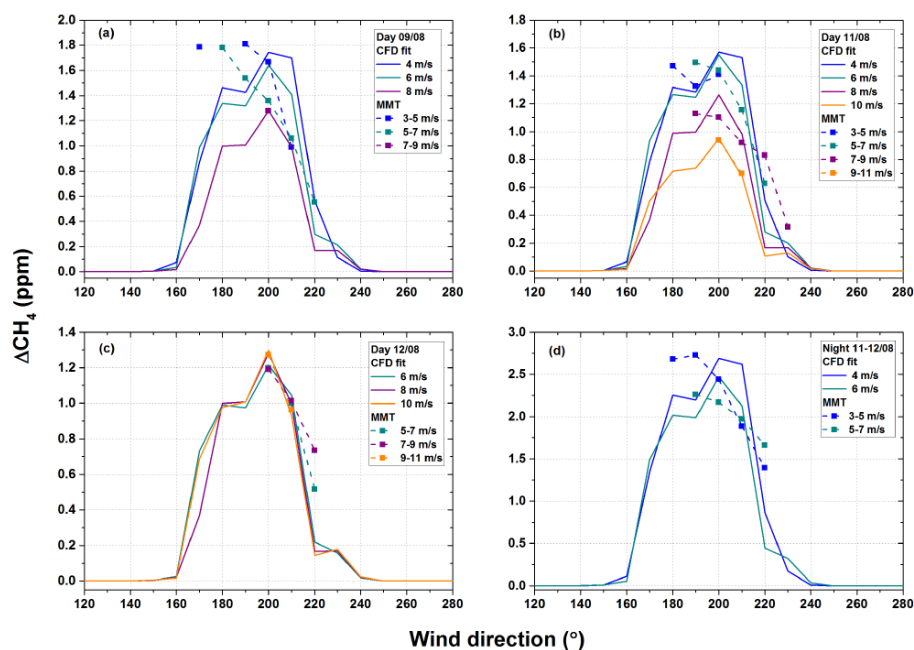 (a)
Day 09/08
CFD fit
4 m/s
6 m/s
8 m/s
MMT
3-5 m/s
5-7 m/s
7-9 m/s
2.0
1.8
1.6
1.4
1.2
1.0
0.8
0.6
0.4
0.2
0.0
120 140 160 180 200 220 240 260 280
(b)
Day 11/08
CFD fit
4 m/s
6 m/s
8 m/s
10 m/s
MMT
3-5 m/s
5-7 m/s
7-9 m/s
9-11 m/s
1.8
1.6
1.4
1.2
1.0
0.8
0.6
0.4
0.2
0.0
120 140 160 180 200 220 240 260 280
ΔCH₄ (ppm)
(c)
Day 12/08
CFD fit
6 m/s
8 m/s
10 m/s
MMT
5-7 m/s
7-9 m/s
9-11 m/s
1.4
1.2
1.0
0.8
0.6
0.4
0.2
0.0
120 140 160 180 200 220 240 260 280
(d)
Night 11-12/08
CFD fit
4 m/s
6 m/s
MMT
3-5 m/s
5-7 m/s
3.0
2.5
2.0
1.5
1.0
0.5
0.0
120 140 160 180 200 220 240 260 280
Wind direction (°)